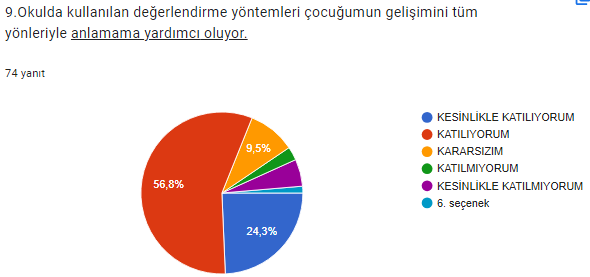 9.Okulda kullanılan değerlendirme yöntemleri çocuğumun gelişimini tüm
yönleriyle anlamama yardımcı oluyor.
74 yanıt
KESİNLİKLE KATILIYORUM
KATILIYORUM
KARARSIZIM
KATILMIYORUM
KESİNLİKLE KATILMIYORUM
6. seçenek
9,5%
56,8%
24,3%